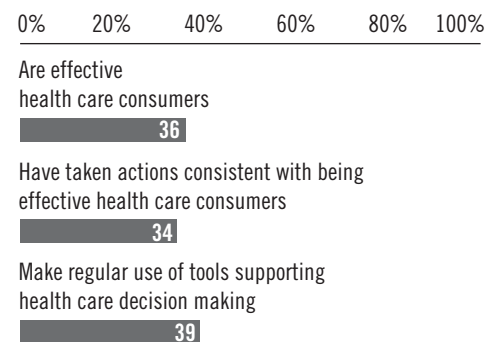 0% 20% 40% 60% 80% 100%
Are effective
health care consumers
36
Have taken actions consistent with being
effective health care consumers
34
Make regular use of tools supporting
health care decision making
39